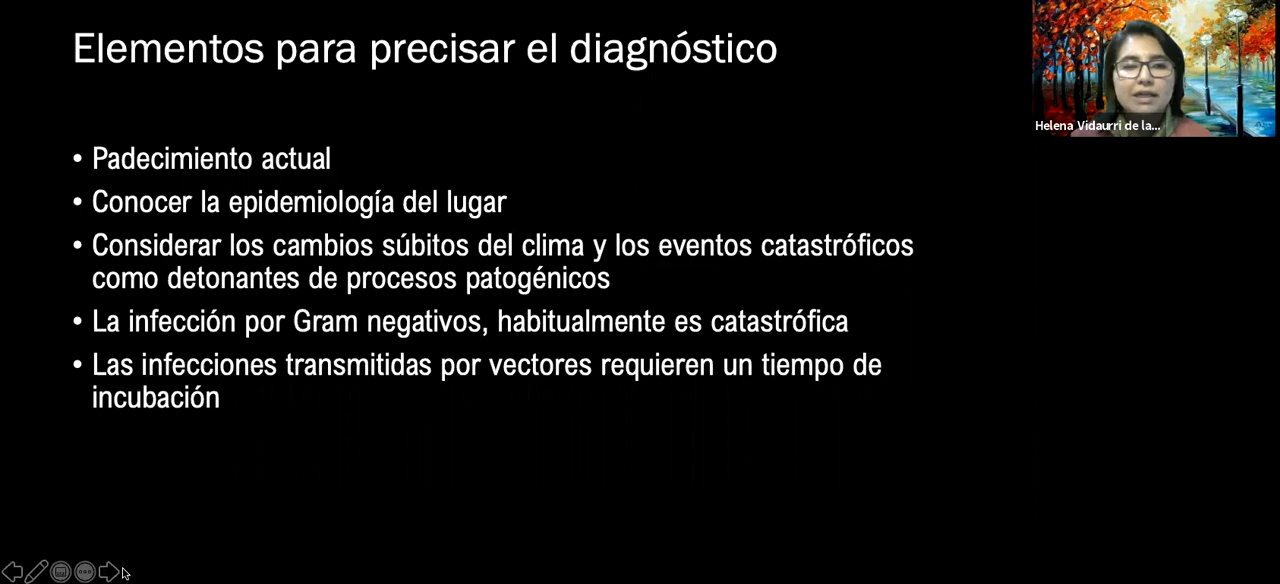 Elementos para precisar el diagnóstico
Helena Vidaurri de la...
• Padecimiento actual
• Conocer la epidemiología del lugar
• Considerar los cambios súbitos del clima y los eventos catastróficos
como detonantes de procesos patogénicos
• La infección por Gram negativos, habitualmente es catastrófica
• Las infecciones transmitidas por vectores requieren un tiempo de
incubación